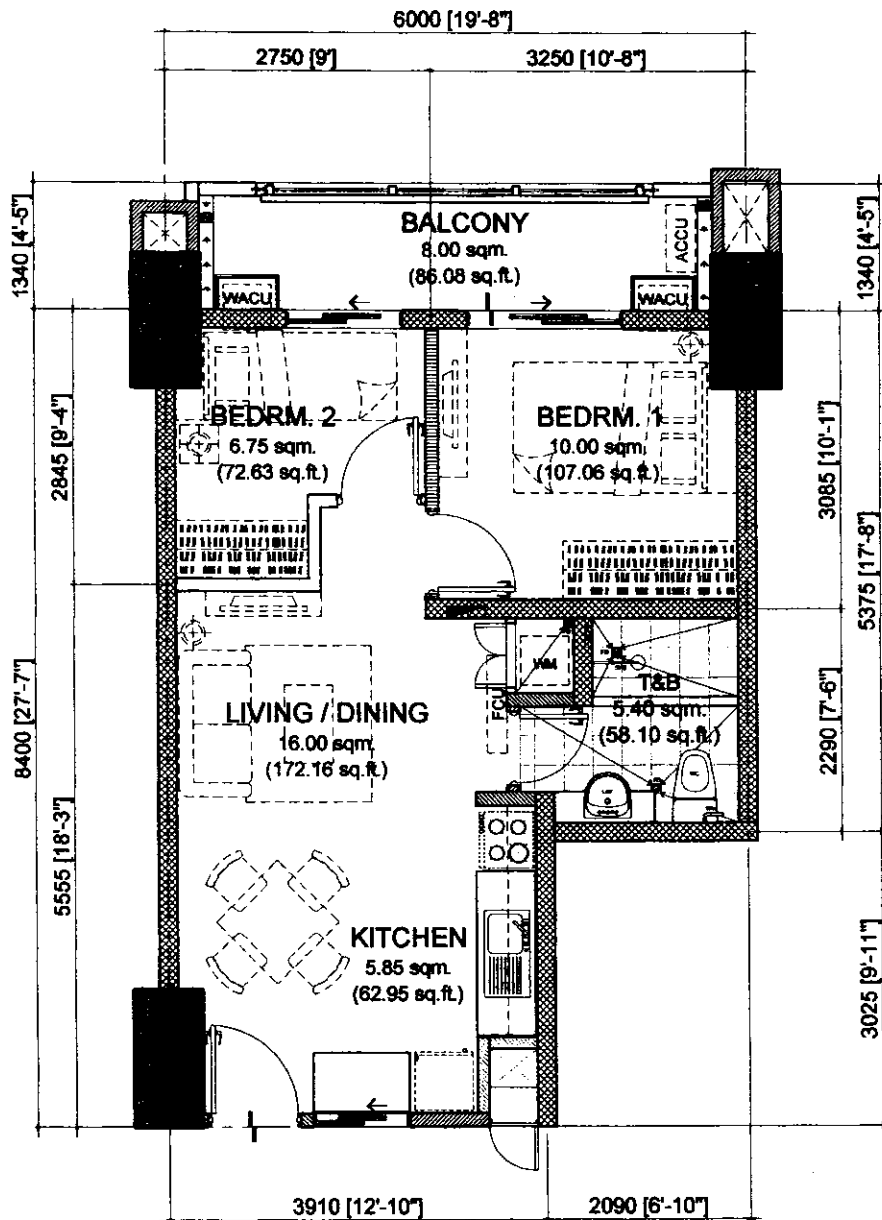 6000 [19'-8"]
2750 [9']
3250 [10'-8"]
1340 [4'-5"]
1340 [4'-5"]
BALCONY
8.00 sqm.
(86.08 sq.ft.)
ACCU
WACU
WACU
BEDRM. 2
6.75 sqm.
(72.63 sq.ft.)
BEDRM. 1
10.00 sqm.
(107.06 sq.ft.)
2845 [9'-4"]
3085 [10'-1"]
5375 [17'-8"]
WM
FCU
T&B
5.40 sqm.
(58.10 sq.ft.)
LIVING / DINING
16.00 sqm.
(172.16 sq.ft.)
8400 [27'-7"]
2290 [7'-6"]
5555 [18'-3"]
KITCHEN
5.85 sqm.
(62.95 sq.ft.)
3025 [9'-11"]
3910 [12'-10"]
2090 [6'-10"]